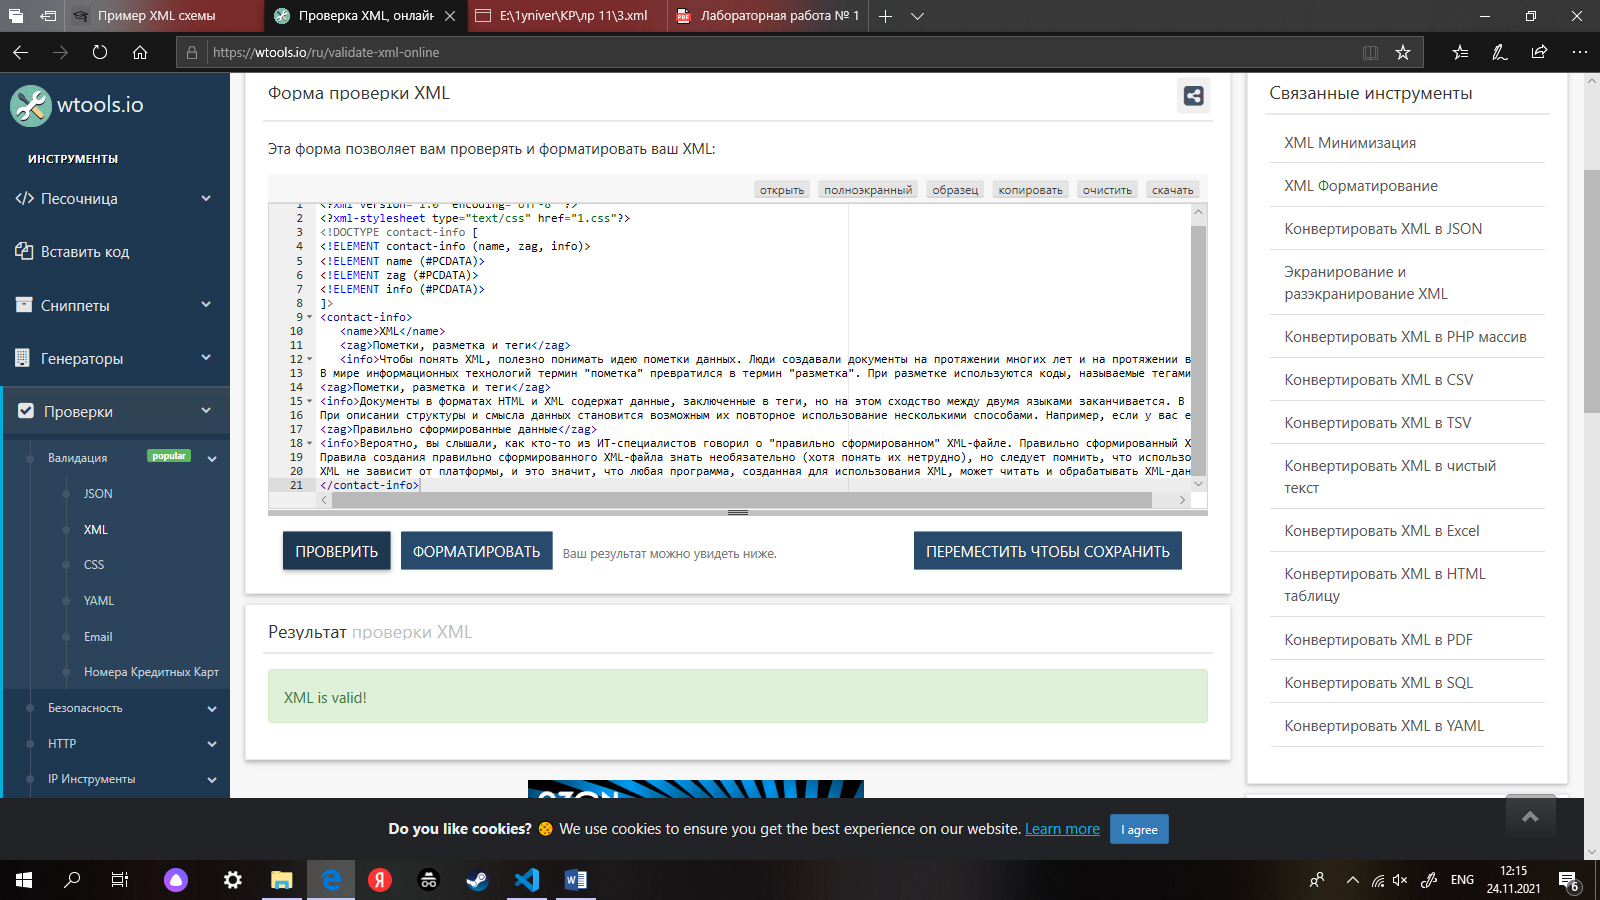 Пример XML схемы
Проверка XML, онлайн
E:\1yniver\КР\лр 11\3.xml
Лабораторная работа № 1
https://wtools.io/ru/validate-xml-online
wtools.io
ИНСТРУМЕНТЫ
Песочница
Вставить код
Сниппеты
Генераторы
Проверки
Валидация
popular
JSON
XML
CSS
YAML
Email
Номера Кредитных Карт
Безопасность
HTTP
IP Инструменты
Форма проверки XML
Эта форма позволяет вам проверять и форматировать ваш XML:
открыть полноэкранный образец копировать очистить скачать
1 <?xml version="1.0" encoding="UTF-8" ?>
2 <?xml-stylesheet type="text/css" href="1.css"?>
3 <!DOCTYPE contact-info [
4 <!ELEMENT contact-info (name, zag, info)>
5 <!ELEMENT name (#PCDATA)>
6 <!ELEMENT zag (#PCDATA)>
7 <!ELEMENT info (#PCDATA)>
8 ]>
9 <contact-info>
10 <name>XML</name>
11 <zag>Пометки, разметка и теги</zag>
12 <info>Чтобы понять XML, полезно понимать идею пометки данных. Люди создавали документы на протяжении многих лет и на протяжении в
13 В мире информационных технологий термин "пометка" превратился в термин "разметка". При разметке используются коды, называемые тегами
14 <zag>Пометки, разметка и теги</zag>
15 <info>Документы в форматах HTML и XML содержат данные, заключенные в теги, но на этом сходство между двумя языками заканчивается. В
16 При описании структуры и смысла данных становится возможным их повторное использование несколькими способами. Например, если у вас е
17 <zag>Правильно сформированные данные</zag>
18 <info>Вероятно, вы слышали, как кто-то из ИТ-специалистов говорил о "правильно сформированном" XML-файле. Правильно сформированный X
19 Правила создания правильно сформированного XML-файла знать необязательно (хотя понять их нетрудно), но следует помнить, что использо
20 XML не зависит от платформы, и это значит, что любая программа, созданная для использования XML, может читать и обрабатывать XML-дан
21 </contact-info>
ПРОВЕРИТЬ
ФОРМАТИРОВАТЬ
Ваш результат можно увидеть ниже.
ПЕРЕМЕСТИТЬ ЧТОБЫ СОХРАНИТЬ
Результат проверки XML
XML is valid!
OZON
Связанные инструменты
XML Минимизация
XML Форматирование
Конвертировать XML в JSON
Экранирование и
разэкранирование XML
Конвертировать XML в PHP массив
Конвертировать XML в CSV
Конвертировать XML в TSV
Конвертировать XML в чистый
текст
Конвертировать XML в Excel
Конвертировать XML в HTML
таблицу
Конвертировать XML в PDF
Конвертировать XML в SQL
Конвертировать XML в YAML
Do you like cookies? 🍪 We use cookies to ensure you get the best experience on our website. Learn more
I agree
ENG
12:15
24.11.2021
6